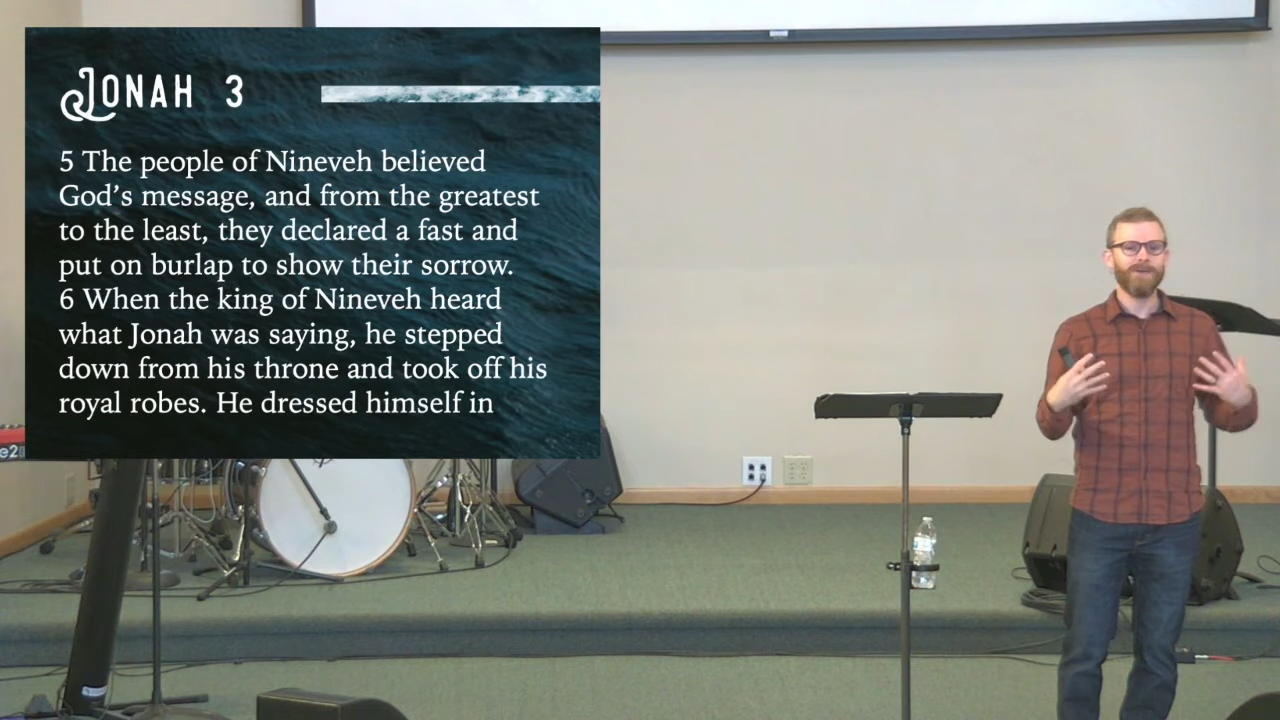 JONAH 3
5 The people of Nineveh believed
God’s message, and from the greatest
to the least, they declared a fast and
put on burlap to show their sorrow.
6 When the king of Nineveh heard
what Jonah was saying, he stepped
down from his throne and took off his
royal robes. He dressed himself in
e2